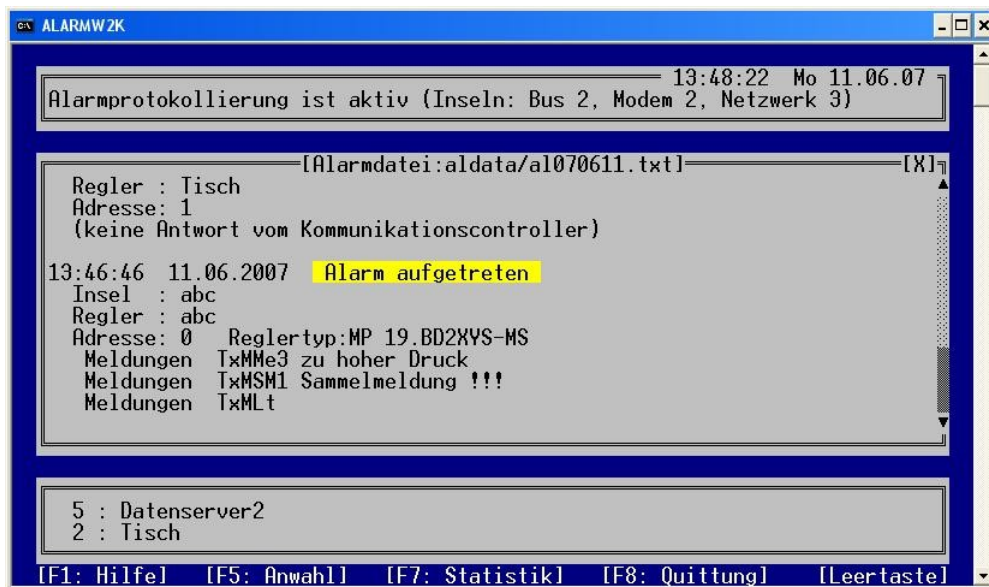 ALARMW2K
13:48:22 Mo 11.06.07
Alarmprotokollierung ist aktiv (Inseln: Bus 2, Modem 2, Netzwerk 3)
[Alarmdatei:aldata/al070611.txt] [X]
Regler : Tisch
Adresse: 1
(keine Antwort vom Kommunikationscontroller)
13:46:46 11.06.2007 Alarm aufgetreten
Insel : abc
Regler : abc
Adresse: 0 Reglertyp:MP 19.BD2XYS-MS
Meldungen TxMMe3 zu hoher Druck
Meldungen TxMSM1 Sammelmeldung !!!
Meldungen TxMLt
5 : Datenserver2
2 : Tisch
[F1: Hilfe] [F5: Anwahl] [F7: Statistik] [F8: Quittung] [Leertaste]